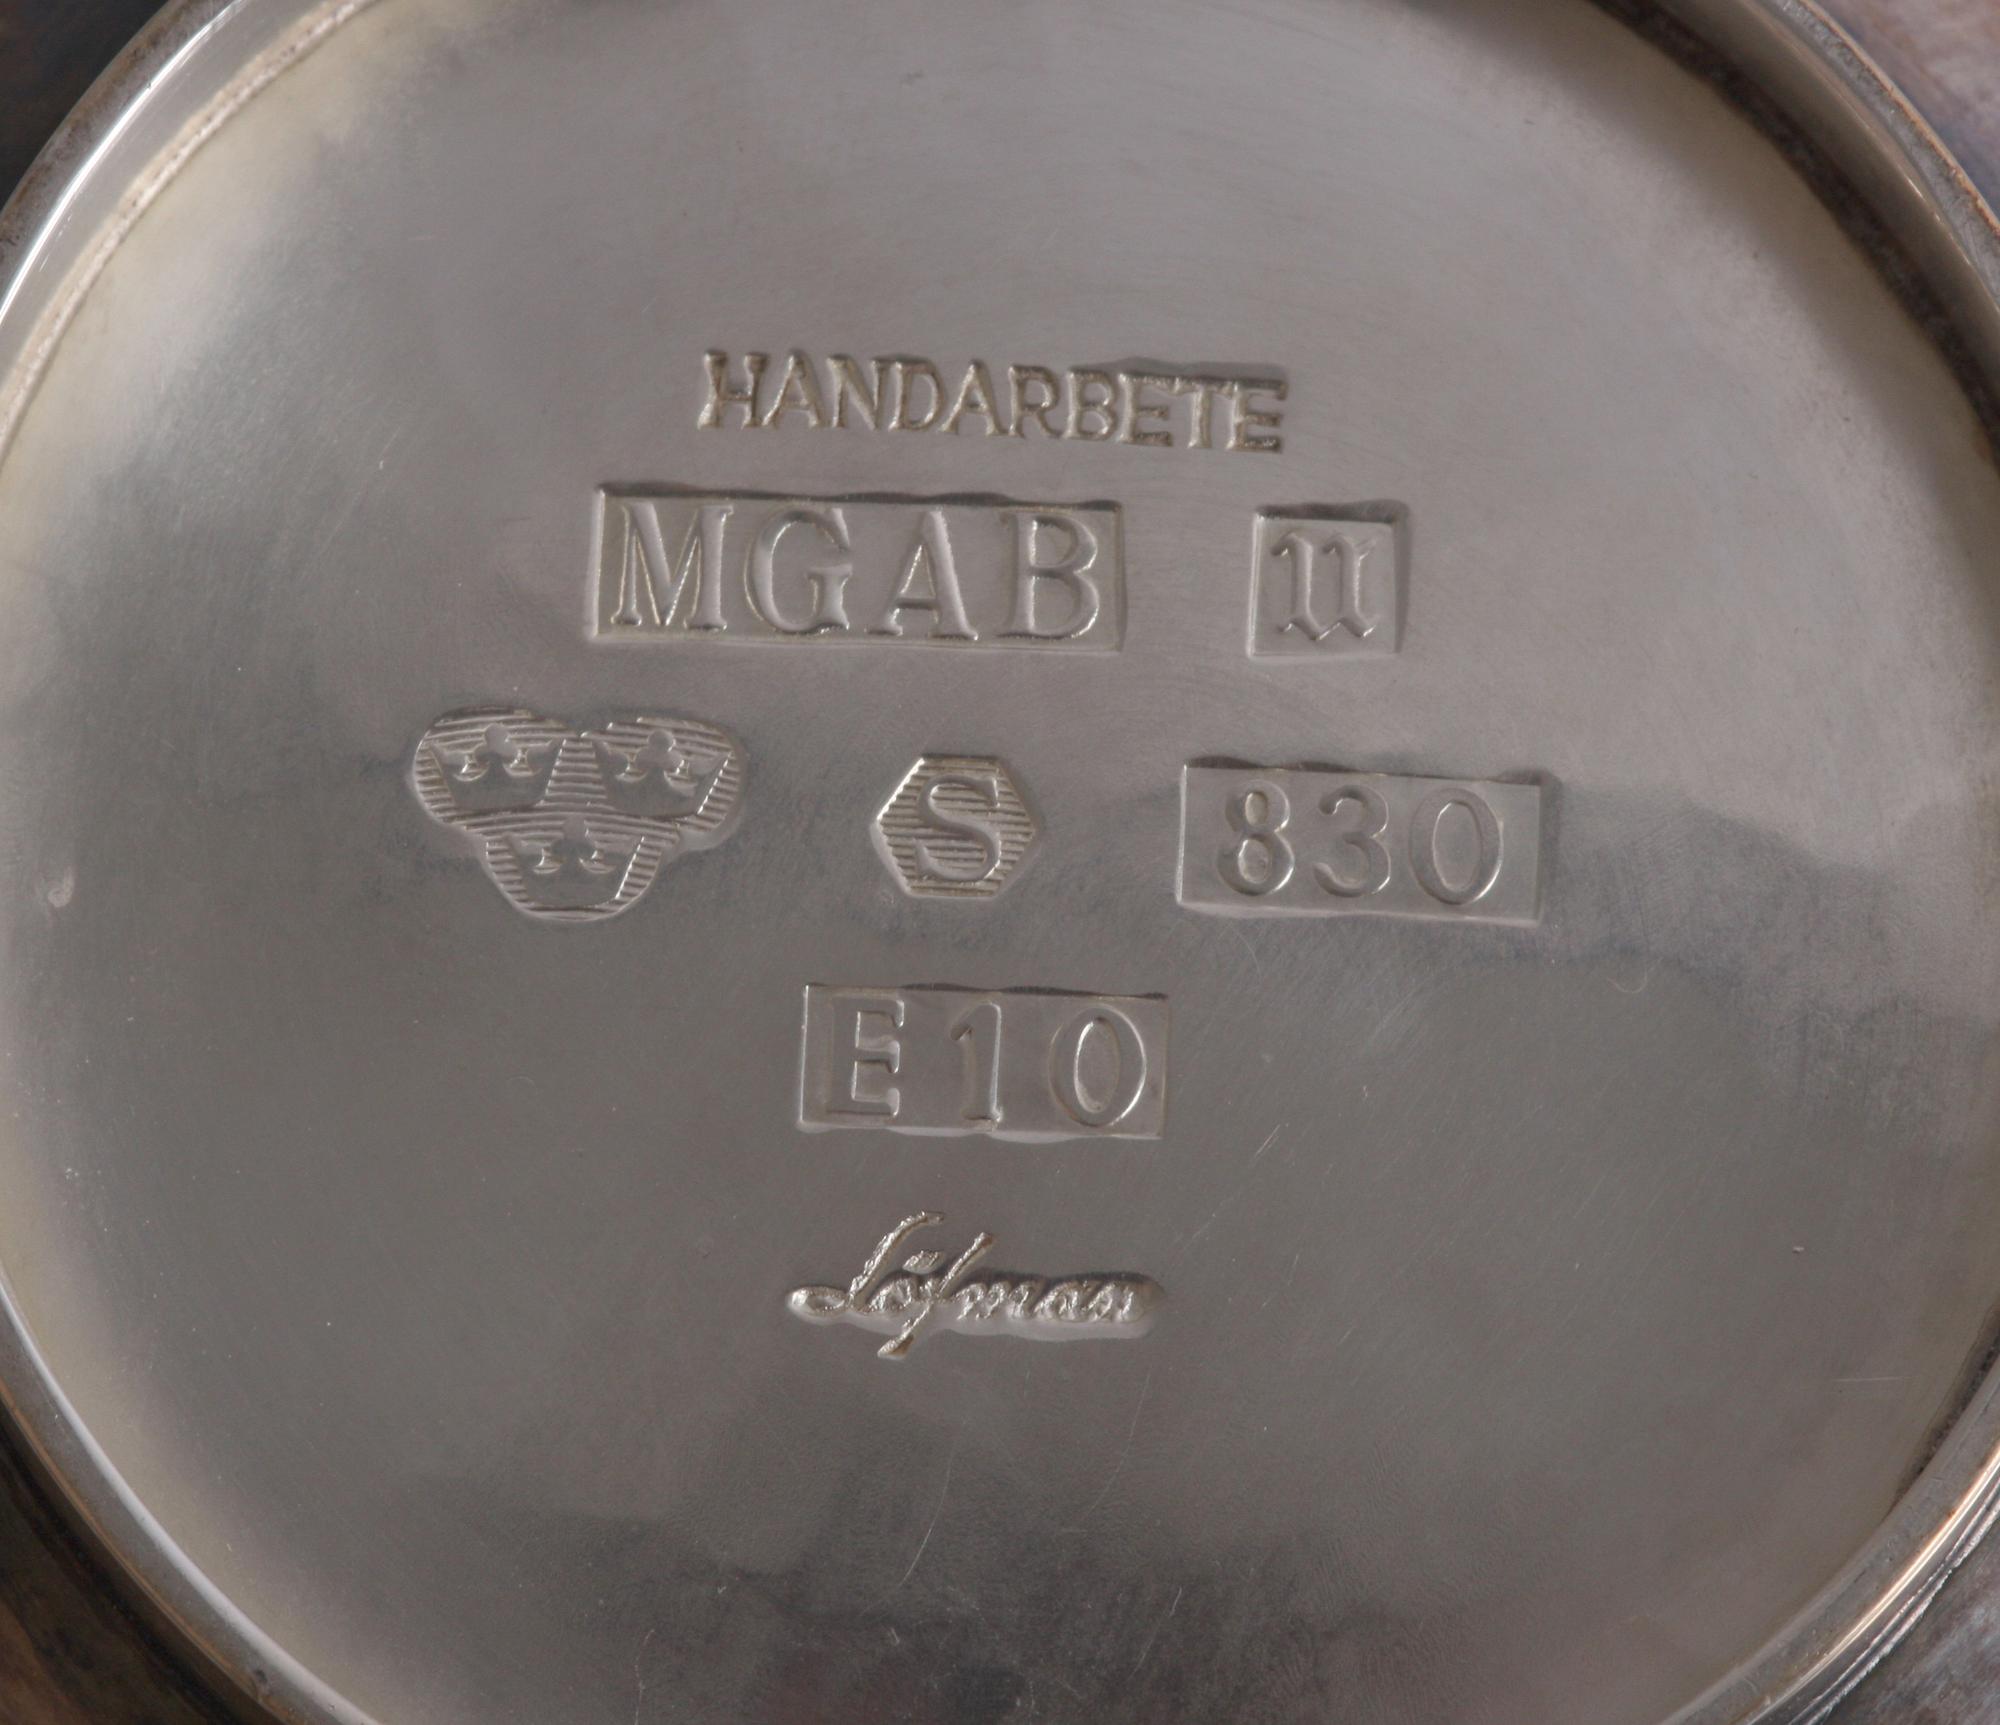 HANDARBETE
MGAB u
S 830
E10
Löfman